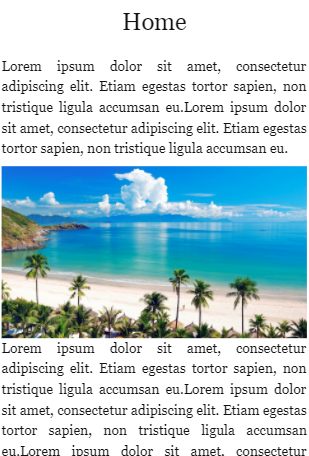 Home
Lorem ipsum dolor sit amet, consectetur
adipiscing elit. Etiam egestas tortor sapien, non
tristique ligula accumsan eu.Lorem ipsum dolor
sit amet, consectetur adipiscing elit. Etiam egestas
tortor sapien, non tristique ligula accumsan eu.
Lorem ipsum dolor sit amet, consectetur
adipiscing elit. Etiam egestas tortor sapien, non
tristique ligula accumsan eu.Lorem ipsum dolor
sit amet, consectetur adipiscing elit. Etiam egestas
tortor sapien, non tristique ligula accumsan
eu.Lorem ipsum dolor sit amet, consectetur